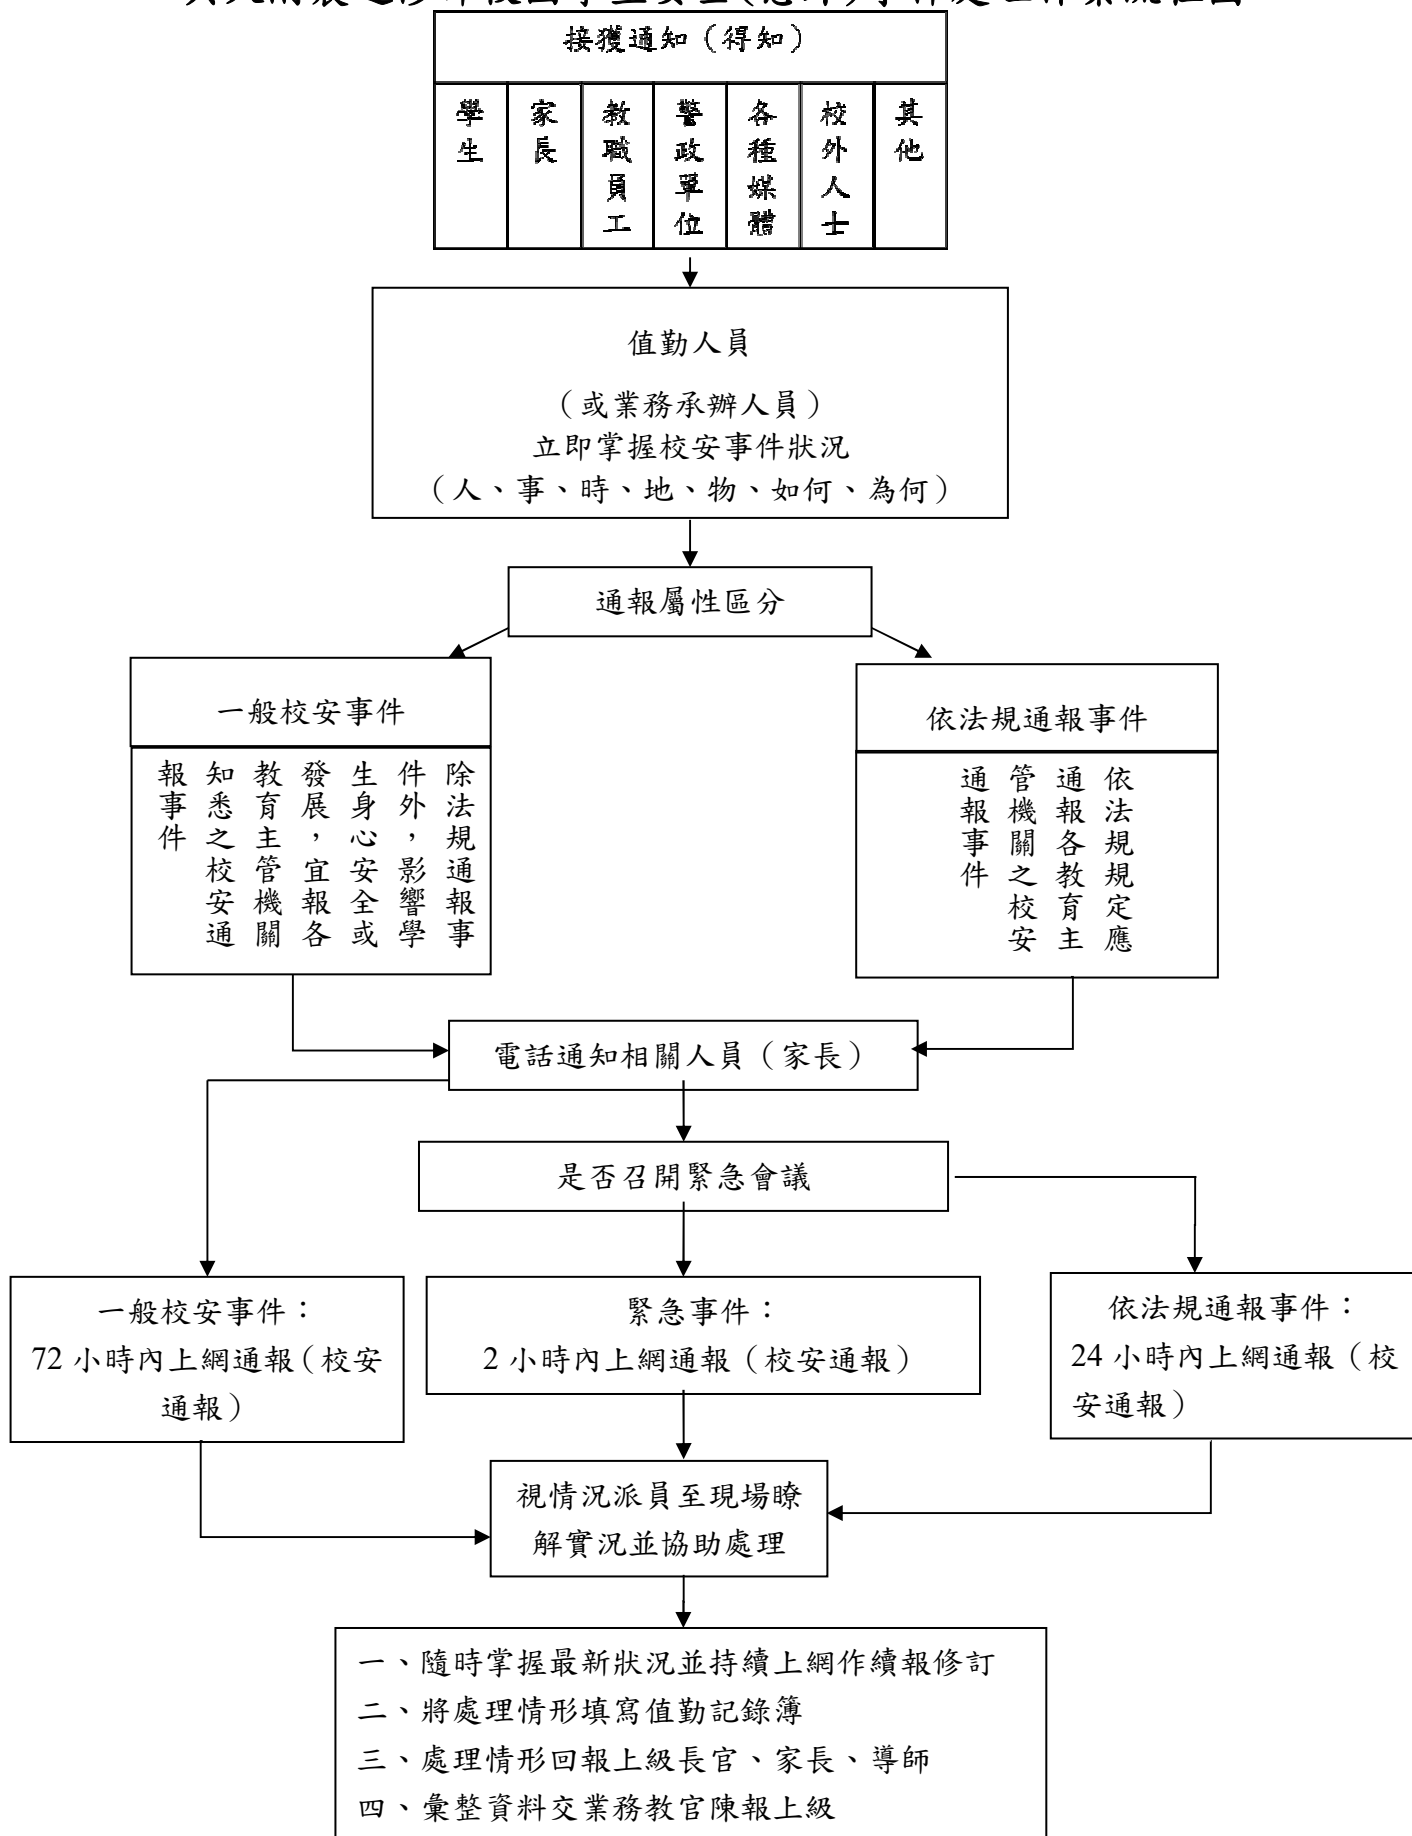 接獲通知（得知）
學生
家長
教職員工
警政單位
各種媒體
校外人士
其他
值勤人員
（或業務承辦人員）
立即掌握校安事件狀況
（人、事、時、地、物、如何、為何）
通報屬性區分
一般校安事件
除法規通報事
件外，影響學
生身心安全或
發展，宜報各
教育主管機關
知悉之校安通
報事件
依法規通報事件
依法規規定應
通報各教育主
管機關之校安
通報事件
電話通知相關人員（家長）
是否召開緊急會議
一般校安事件：
72 小時內上網通報（校安
通報）
緊急事件：
2 小時內上網通報（校安通報）
依法規通報事件：
24 小時內上網通報（校
安通報）
視情況派員至現場瞭
解實況並協助處理
一、隨時掌握最新狀況並持續上網作續報修訂
二、將處理情形填寫值勤記錄簿
三、處理情形回報上級長官、家長、導師
四、彙整資料交業務教官陳報上級